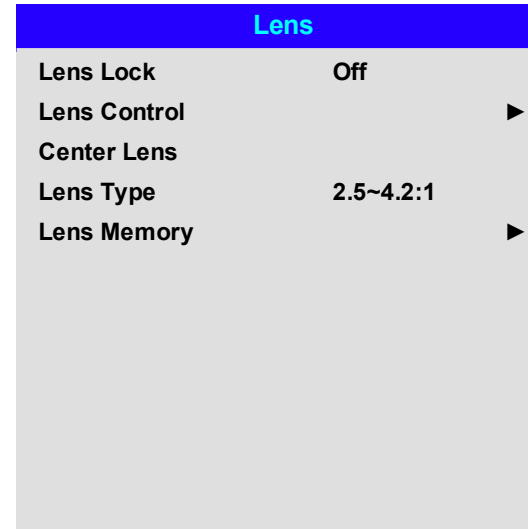 Lens
Lens Lock Off
Lens Control ►
Center Lens
Lens Type 2.5~4.2:1
Lens Memory ►